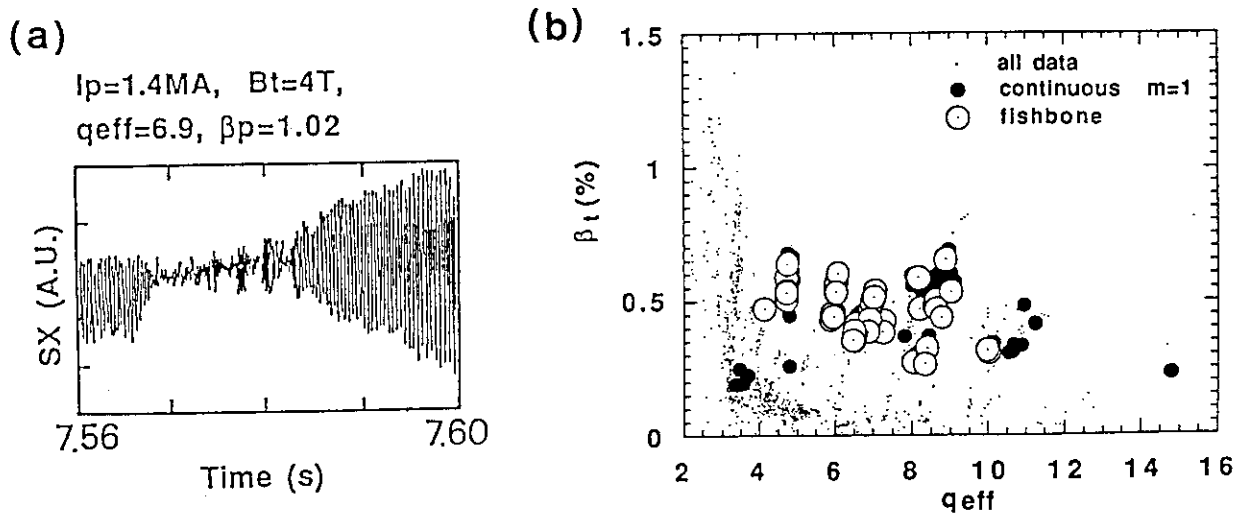 (a)
Ip=1.4MA, Bt=4T,
qeff=6.9, βp=1.02
SX (A.U.)
7.56 7.60
Time (s)
(b)
1.5
1
0.5
0
βt(%)
all data
continuous m=1
fishbone
2 4 6 8 10 12 14 16
qeff